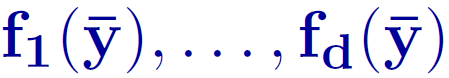 f₁(ȳ), . . . , f_d(ȳ)